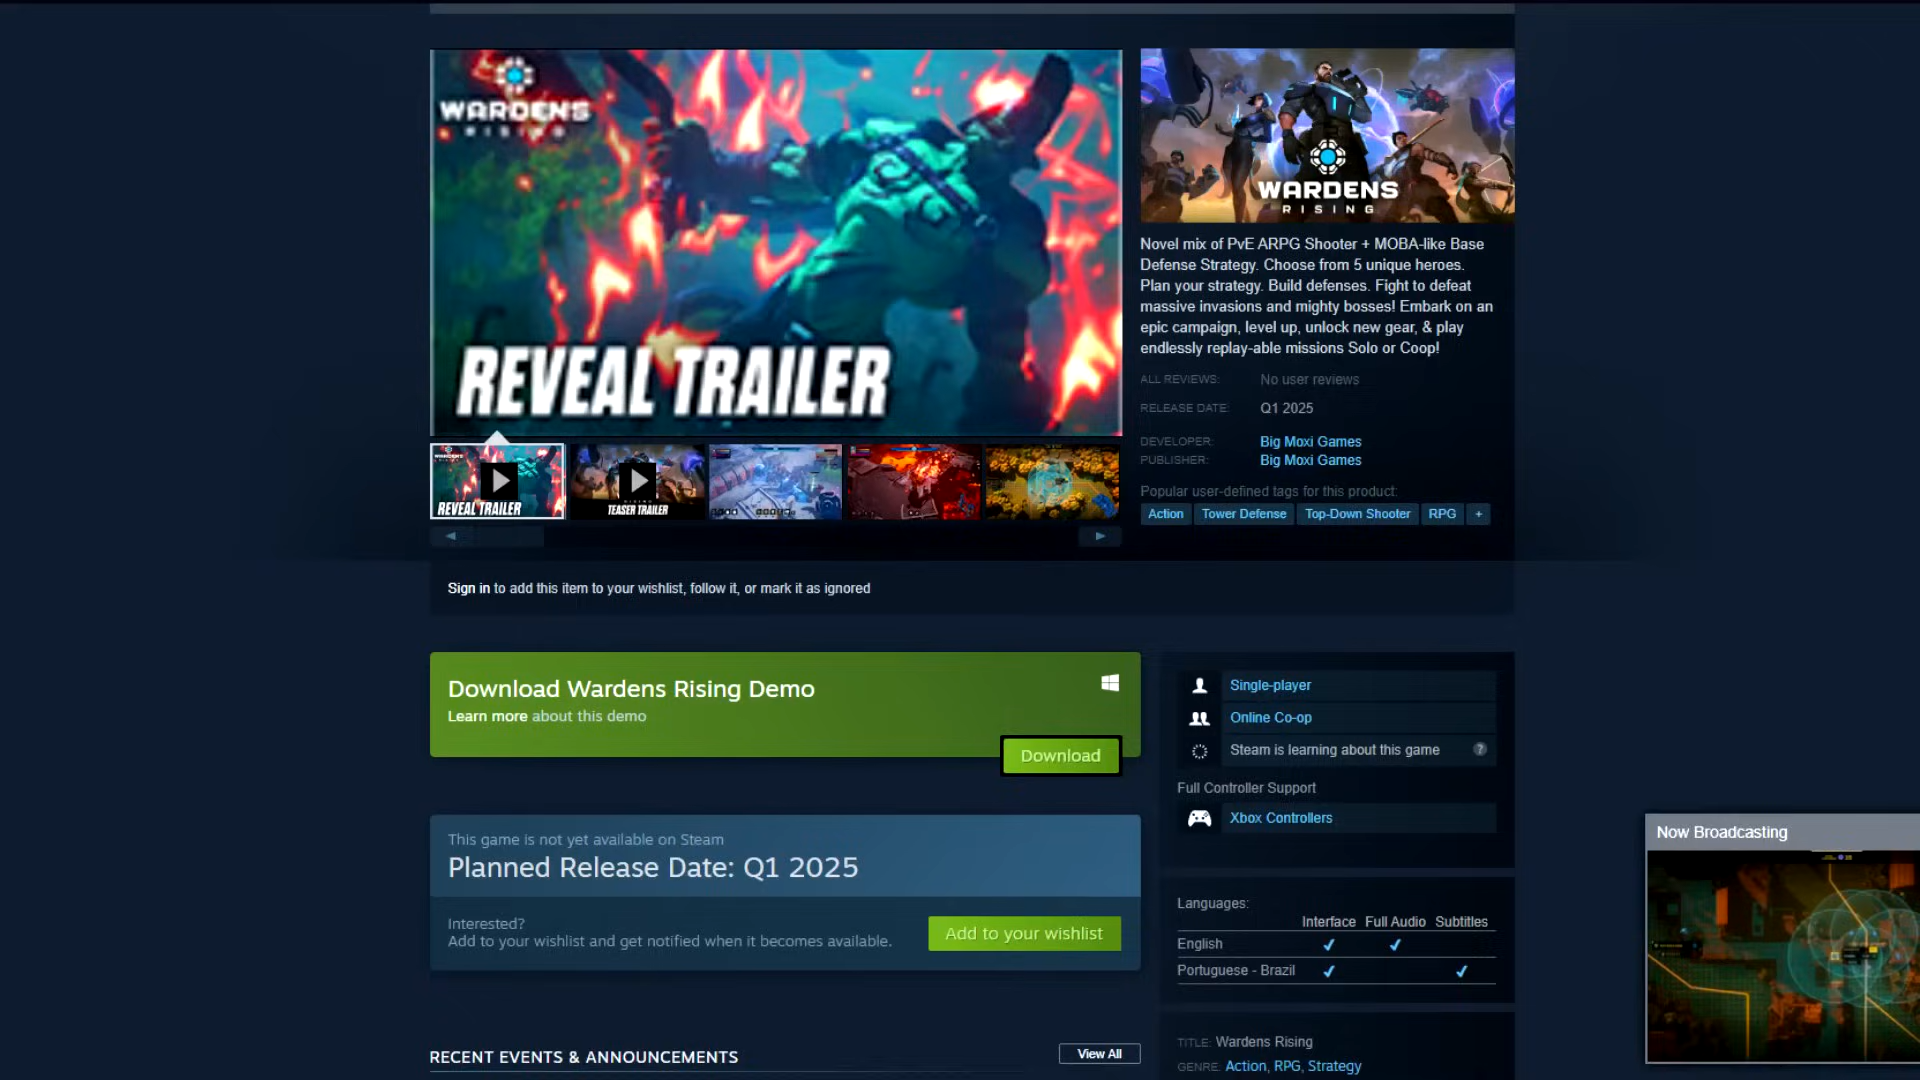 WARDENS
RISING
REVEAL TRAILER
WARDENS
RISING
Novel mix of PvE ARPG Shooter + MOBA-like Base
Defense Strategy. Choose from 5 unique heroes.
Plan your strategy. Build defenses. Fight to defeat
massive invasions and mighty bosses! Embark on an
epic campaign, level up, unlock new gear, & play
endlessly replay-able missions Solo or Coop!
ALL REVIEWS: No user reviews
RELEASE DATE: Q1 2025
DEVELOPER: Big Moxi Games
PUBLISHER: Big Moxi Games
Popular user-defined tags for this product:
Action Tower Defense Top-Down Shooter RPG +
REVEAL TRAILER
TEASER TRAILER
Sign in to add this item to your wishlist, follow it, or mark it as ignored
Download Wardens Rising Demo
Learn more about this demo
Download
This game is not yet available on Steam
Planned Release Date: Q1 2025
Interested?
Add to your wishlist and get notified when it becomes available.
Add to your wishlist
RECENT EVENTS & ANNOUNCEMENTS
View All
Single-player
Online Co-op
Steam is learning about this game ?
Full Controller Support
Xbox Controllers
Languages:
Interface Full Audio Subtitles
English ✔ ✔
Portuguese - Brazil ✔ ✔
TITLE: Wardens Rising
GENRE: Action, RPG, Strategy
Now Broadcasting